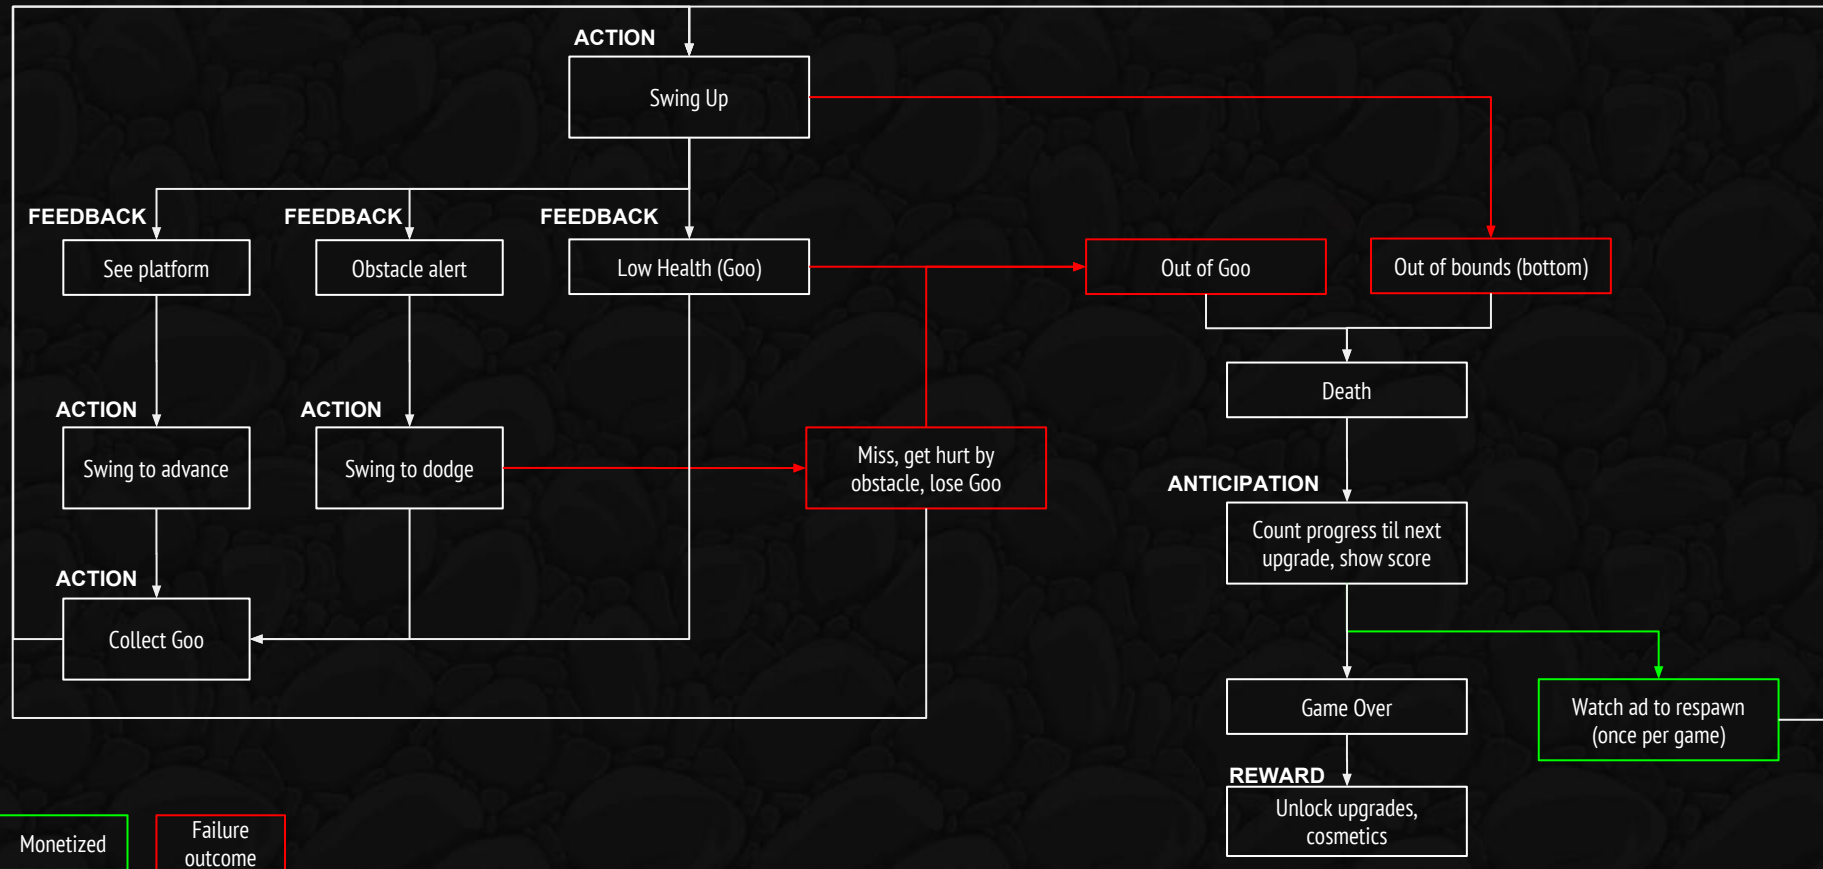 ACTION
Swing Up
FEEDBACK
FEEDBACK
FEEDBACK
See platform
Obstacle alert
Low Health (Goo)
Out of Goo
Out of bounds (bottom)
Death
ACTION
ACTION
Swing to advance
Swing to dodge
Miss, get hurt by
obstacle, lose Goo
ANTICIPATION
Count progress til next
upgrade, show score
ACTION
Collect Goo
Game Over
Watch ad to respawn
(once per game)
REWARD
Unlock upgrades,
cosmetics
Monetized
Failure
outcome